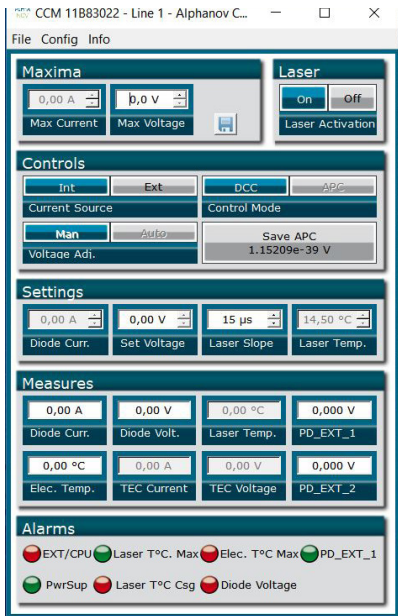 CCM 11B83022 - Line 1 - Alphanov C...
File Config Info
Maxima
0,00 A
0,0 V
Max Current
Max Voltage
Laser
On
Off
Laser Activation
Controls
Int
Ext
Current Source
DCC
APC
Control Mode
Man
Auto
Voltage Adj.
Save APC
1.15209e-39 V
Settings
0,00 A
0,00 V
15 µs
14,50 °C
Diode Curr.
Set Voltage
Laser Slope
Laser Temp.
Measures
0,00 A
0,00 V
0,00 °C
0,000 V
Diode Curr.
Diode Volt.
Laser Temp.
PD_EXT_1
0,00 °C
0,00 A
0,00 V
0,000 V
Elec. Temp.
TEC Current
TEC Voltage
PD_EXT_2
Alarms
EXT/CPU
Laser T°C. Max
Elec. T°C Max
PD_EXT_1
PwrSup
Laser T°C Csg
Diode Voltage